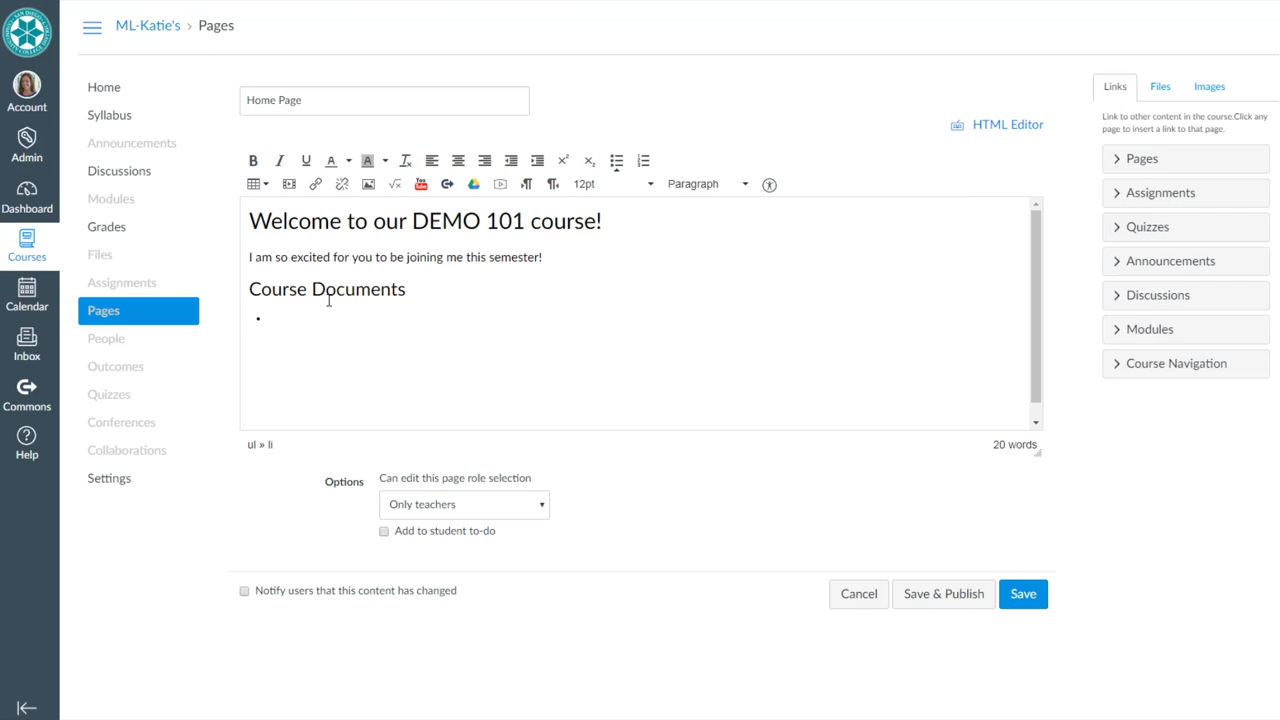 ML-Katie's › Pages
Account
Admin
Dashboard
Courses
Calendar
Inbox
Commons
Help
Home
Syllabus
Announcements
Discussions
Modules
Grades
Files
Assignments
Pages
People
Outcomes
Quizzes
Conferences
Collaborations
Settings
Home Page
HTML Editor
B I U A A
12pt Paragraph
Welcome to our DEMO 101 course!
I am so excited for you to be joining me this semester!
Course Documents
ul » li
20 words
Options
Can edit this page role selection
Only teachers
Add to student to-do
Notify users that this content has changed
Cancel
Save & Publish
Save
Links Files Images
Link to other content in the course.Click any
page to insert a link to that page.
Pages
Assignments
Quizzes
Announcements
Discussions
Modules
Course Navigation